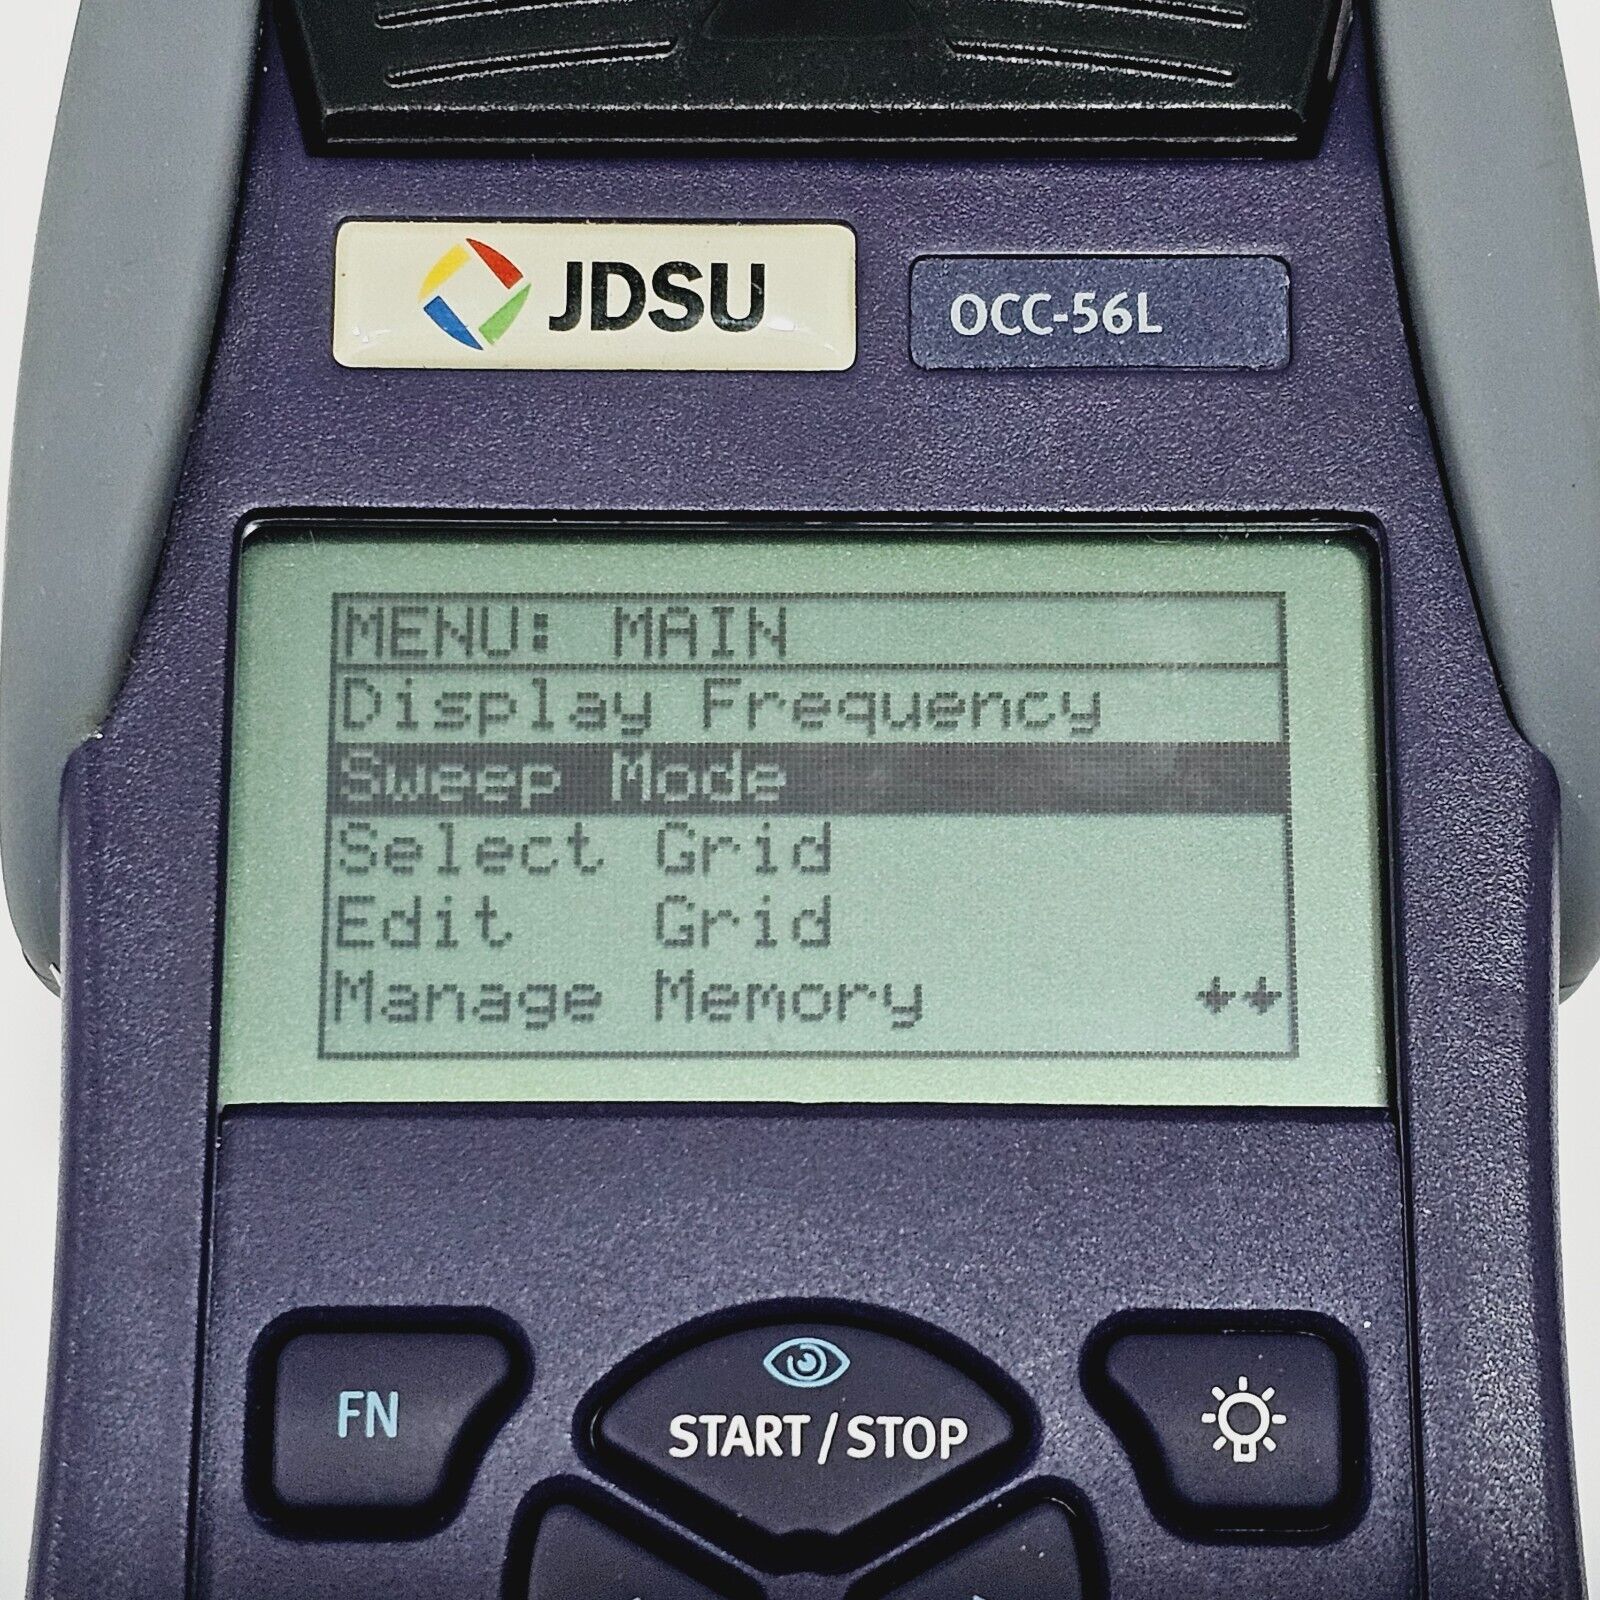 JDSU
OCC-56L
MENU: MAIN
Display Frequency
Sweep Mode
Select Grid
Edit Grid
Manage Memory
FN
START/STOP